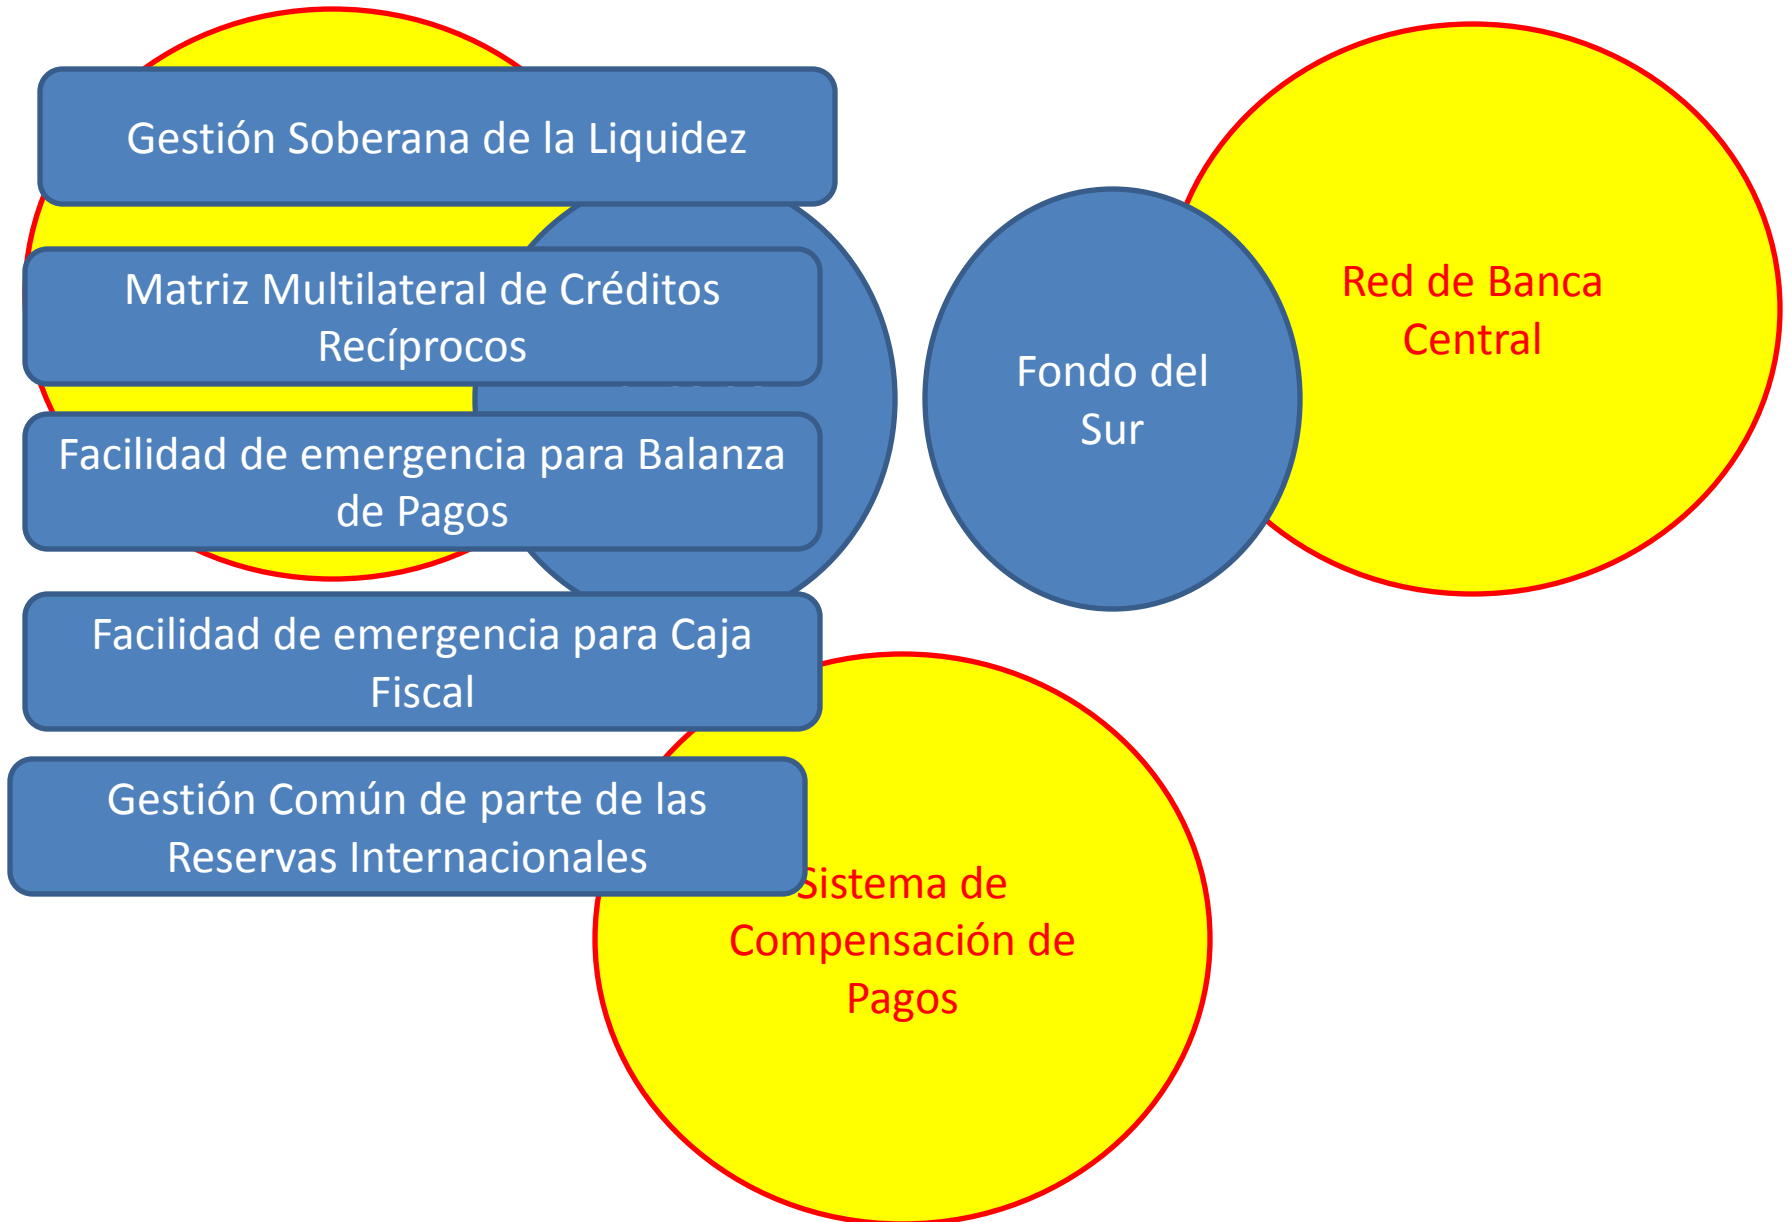 Gestión Soberana de la Liquidez
Matriz Multilateral de Créditos
Recíprocos
Facilidad de emergencia para Balanza
de Pagos
Facilidad de emergencia para Caja
Fiscal
Gestión Común de parte de las
Reservas Internacionales
Fondo del
Sur
Red de Banca
Central
Sistema de
Compensación de
Pagos